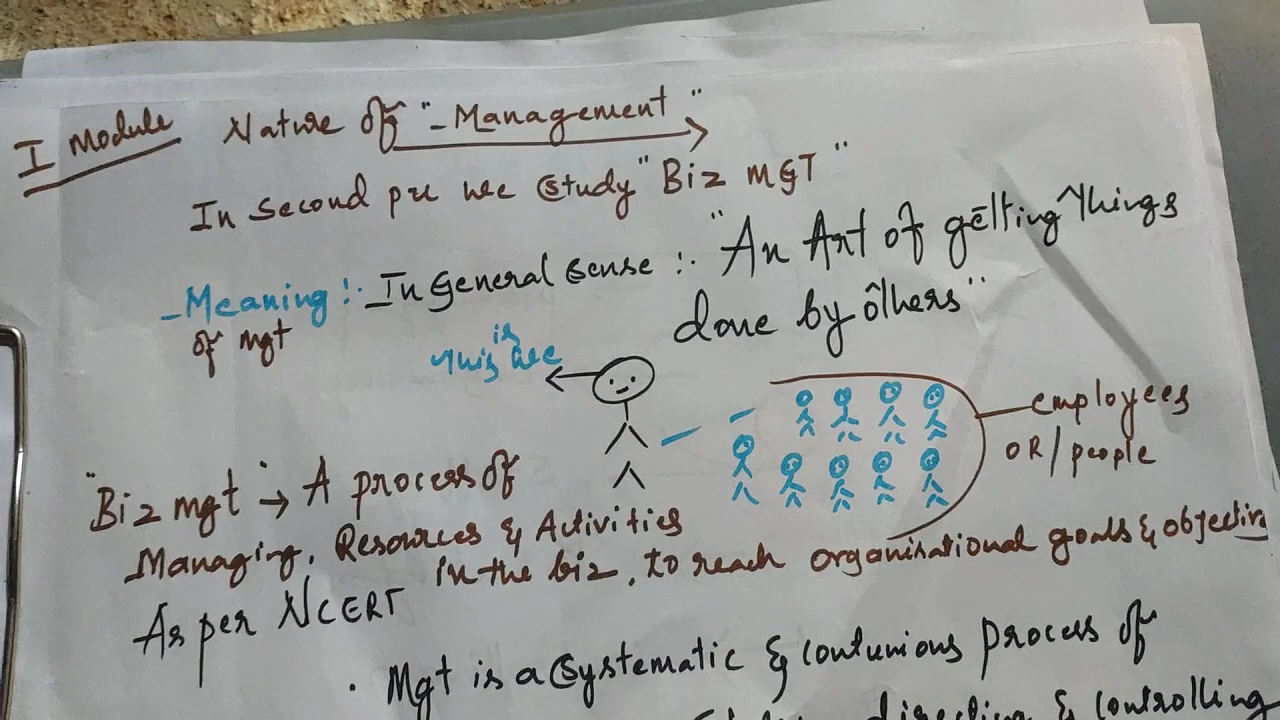 I Module Nature of "Management"
In Second pu we Study "Biz MGT"
Meaning :- In general sense :- "An Art of getting things
of mgt
done by others"
is
This we
employees
OR/people
"Biz mgt" → A process of
Managing, Resources & Activities
in the biz, to reach organisational goals & objective
As per NCERT
• Mgt is a Systematic & contunious process of
directing & controlling